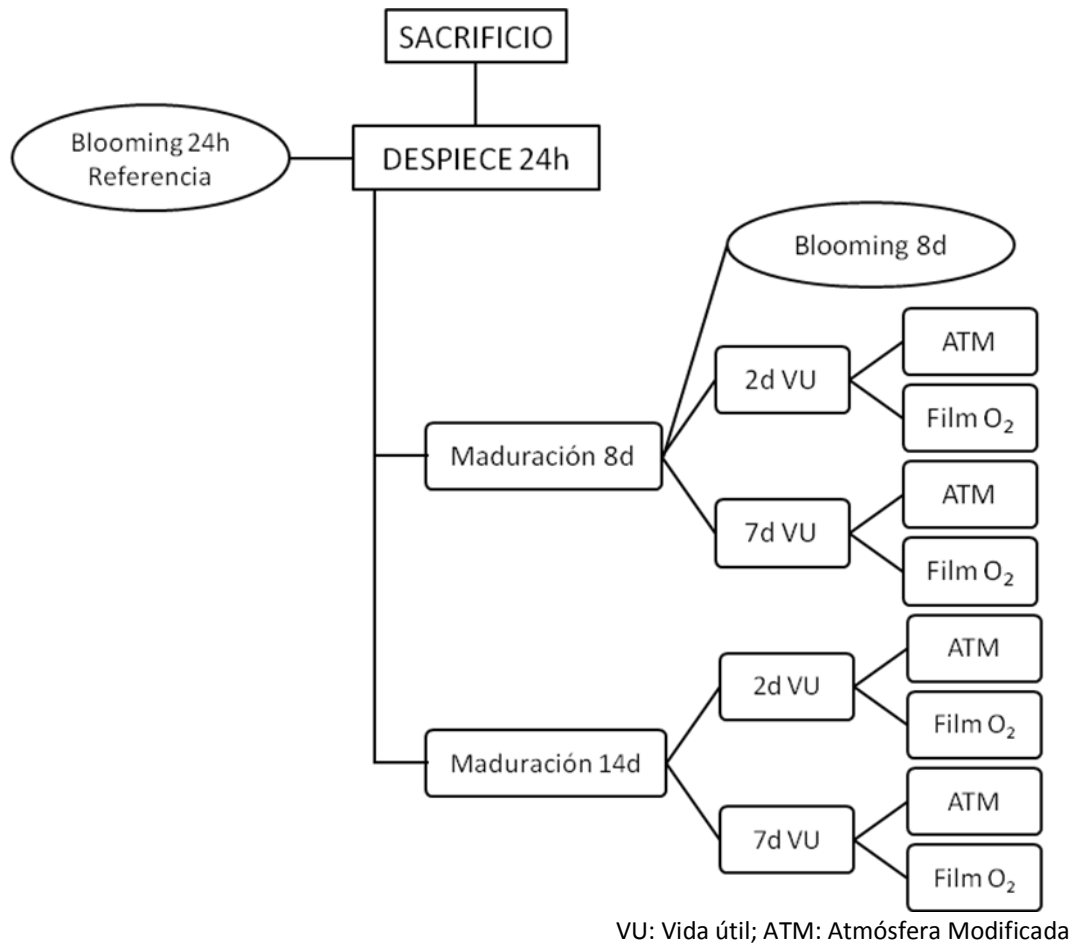 SACRIFICIO
Blooming 24h
Referencia
DESPIECE 24h
Blooming 8d
ATM
2d VU
Film O₂
Maduración 8d
ATM
7d VU
Film O₂
ATM
2d VU
Film O₂
Maduración 14d
ATM
7d VU
Film O₂
VU: Vida útil; ATM: Atmósfera Modificada